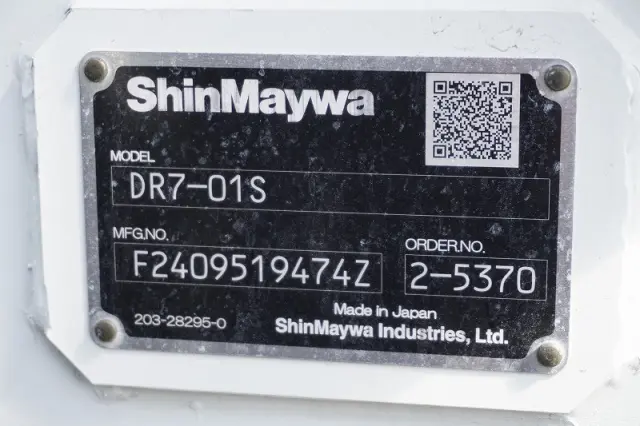 ShinMaywa
MODEL
DR7-01S
MFG.NO.
F2409519474Z
ORDER.NO.
2-5370
203-28295-0
Made in Japan
ShinMaywa Industries, Ltd.